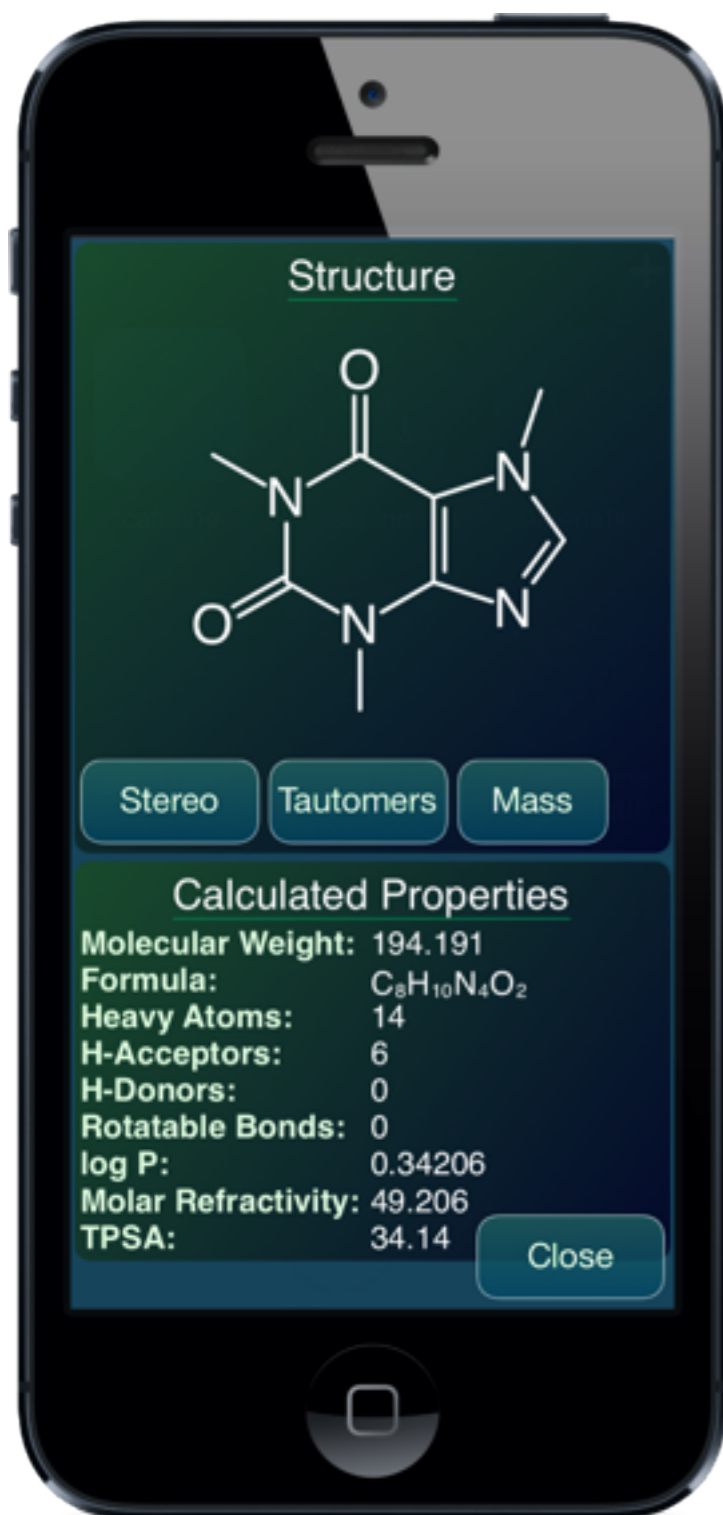 Structure
O
N
N
O
N
N
Stereo Tautomers Mass
Calculated Properties
Molecular Weight: 194.191
Formula: C₈H₁₀N₄O₂
Heavy Atoms: 14
H-Acceptors: 6
H-Donors: 0
Rotatable Bonds: 0
log P: 0.34206
Molar Refractivity: 49.206
TPSA: 34.14
Close